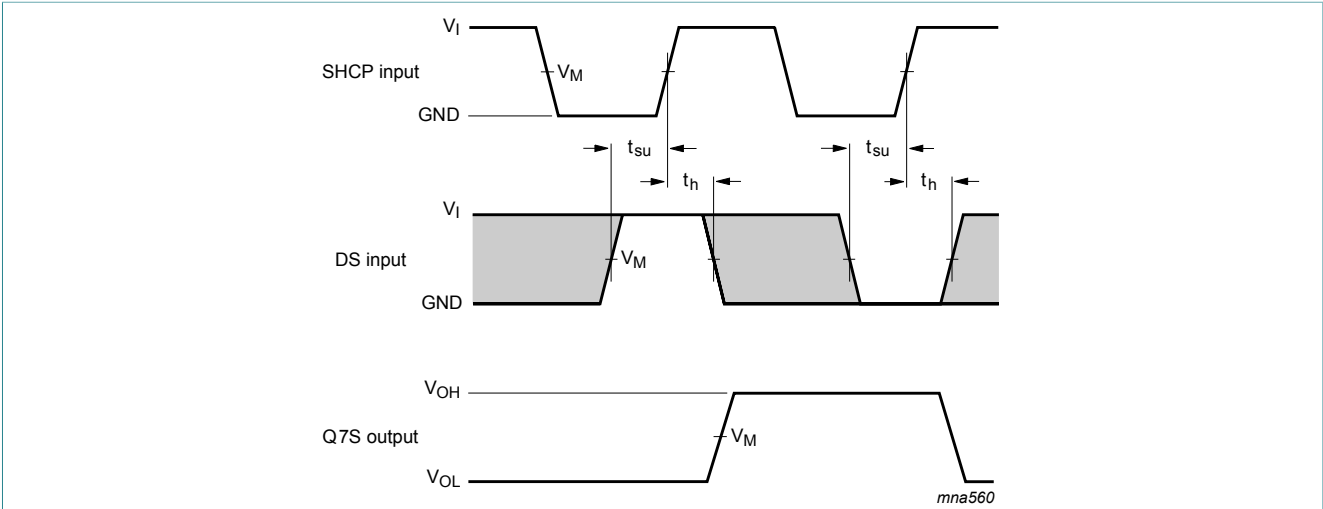 VI
SHCP input
VM
GND
tsu
tsu
th
th
VI
DS input
VM
GND
VOH
Q7S output
VM
VOL
mna560